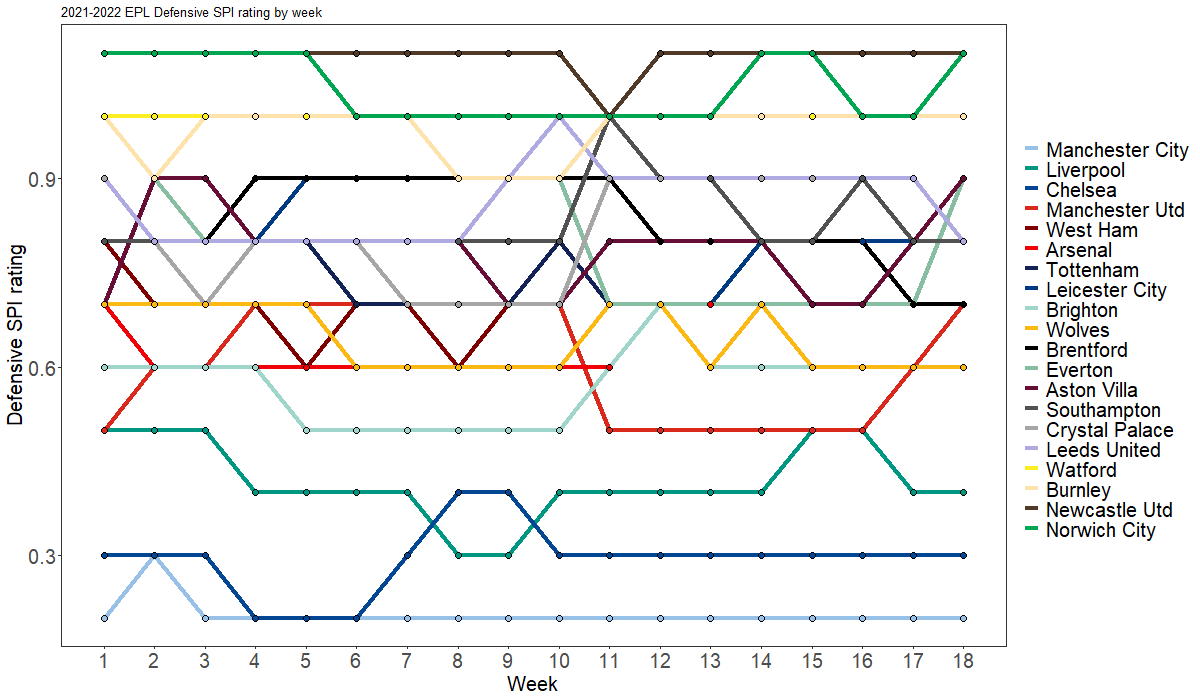 2021-2022 EPL Defensive SPI rating by week
Defensive SPI rating
0.9
0.6
0.3
1 2 3 4 5 6 7 8 9 10 11 12 13 14 15 16 17 18
Week
Manchester City
Liverpool
Chelsea
Manchester Utd
West Ham
Arsenal
Tottenham
Leicester City
Brighton
Wolves
Brentford
Everton
Aston Villa
Southampton
Crystal Palace
Leeds United
Watford
Burnley
Newcastle Utd
Norwich City